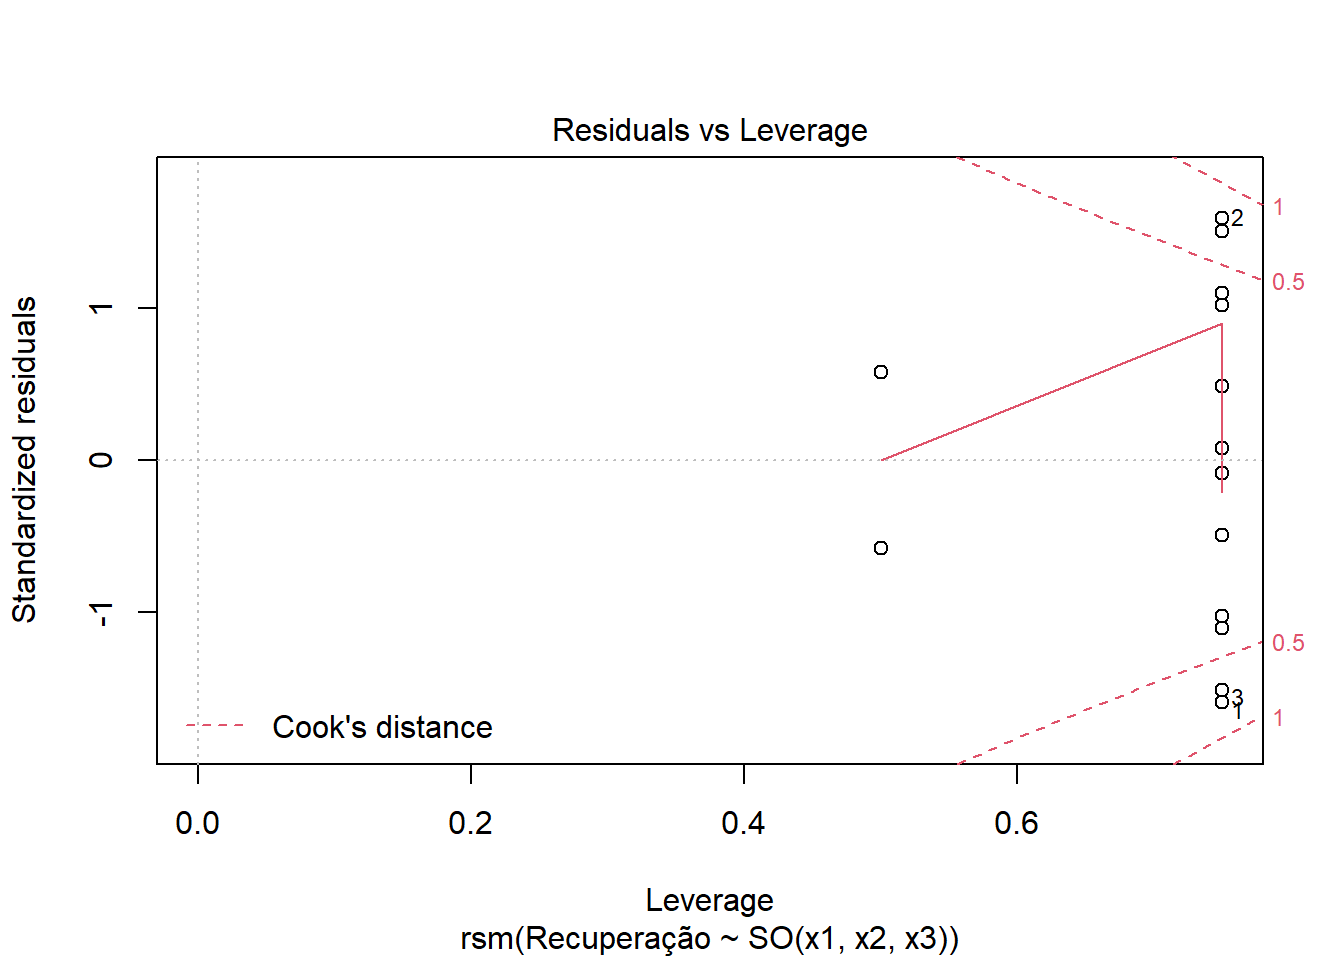 Residuals vs Leverage
Standardized residuals
1
0
-1
2
3
1
1
0.5
0.5
1
Cook's distance
0.0 0.2 0.4 0.6
Leverage
rsm(Recuperação ~ SO(x1, x2, x3))